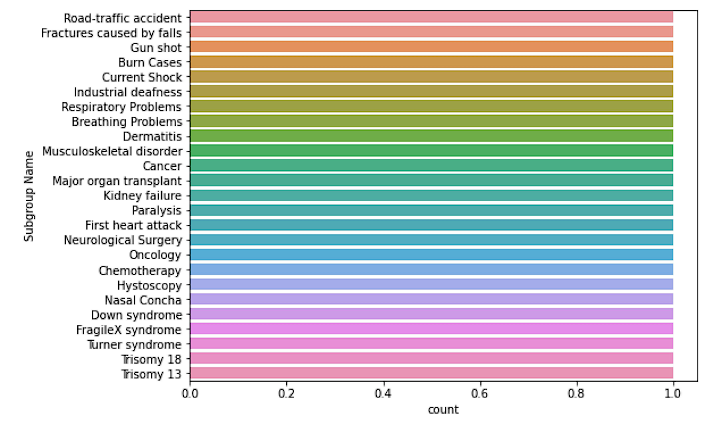 Road-traffic accident
Fractures caused by falls
Gun shot
Burn Cases
Current Shock
Industrial deafness
Respiratory Problems
Breathing Problems
Dermatitis
Musculoskeletal disorder
Cancer
Major organ transplant
Kidney failure
Paralysis
First heart attack
Neurological Surgery
Oncology
Chemotherapy
Hystoscopy
Nasal Concha
Down syndrome
FragileX syndrome
Turner syndrome
Trisomy 18
Trisomy 13
Subgroup Name
0.0 0.2 0.4 0.6 0.8 1.0
count